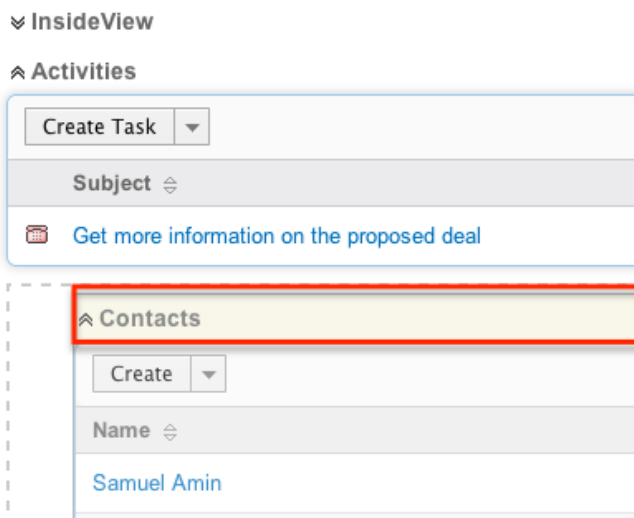 InsideView
Activities
Create Task
Subject
Get more information on the proposed deal
Contacts
Create
Name
Samuel Amin